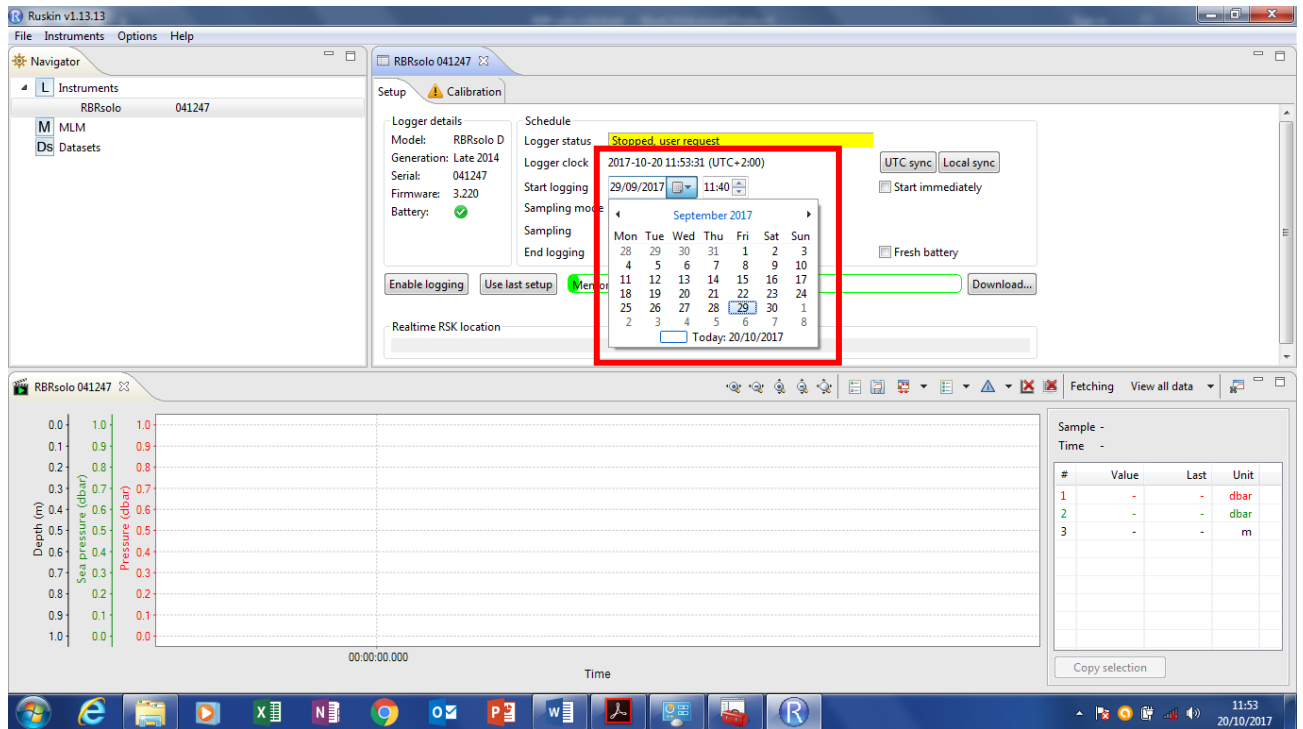 Ruskin v1.13.13
File Instruments Options Help
Navigator
L Instruments
RBRsolo 041247
M MLM
Ds Datasets
RBRsolo 041247
Setup Calibration
Logger details
Model: RBRsolo D
Generation: Late 2014
Serial: 041247
Firmware: 3.220
Battery:
Schedule
Logger status Stopped, user request
Logger clock 2017-10-20 11:53:31 (UTC+2:00) UTC sync Local sync
Start logging 29/09/2017 11:40 Start immediately
Sampling mode
Sampling
End logging Fresh battery
September 2017
Mon Tue Wed Thu Fri Sat Sun
28 29 30 31 1 2 3
4 5 6 7 8 9 10
11 12 13 14 15 16 17
18 19 20 21 22 23 24
25 26 27 28 29 30 1
2 3 4 5 6 7 8
Today: 20/10/2017
Enable logging Use last setup Download...
Realtime RSK location
RBRsolo 041247
Fetching View all data
Depth (m)
0.0
0.1
0.2
0.3
0.4
0.5
0.6
0.7
0.8
0.9
1.0
Sea pressure (dbar)
1.0
0.9
0.8
0.7
0.6
0.5
0.4
0.3
0.2
0.1
0.0
Pressure (dbar)
1.0
0.9
0.8
0.7
0.6
0.5
0.4
0.3
0.2
0.1
0.0
00:00:00.000
Time
Sample -
Time -
# Value Last Unit
1 - - dbar
2 - - dbar
3 - - m
Copy selection
11:53
20/10/2017